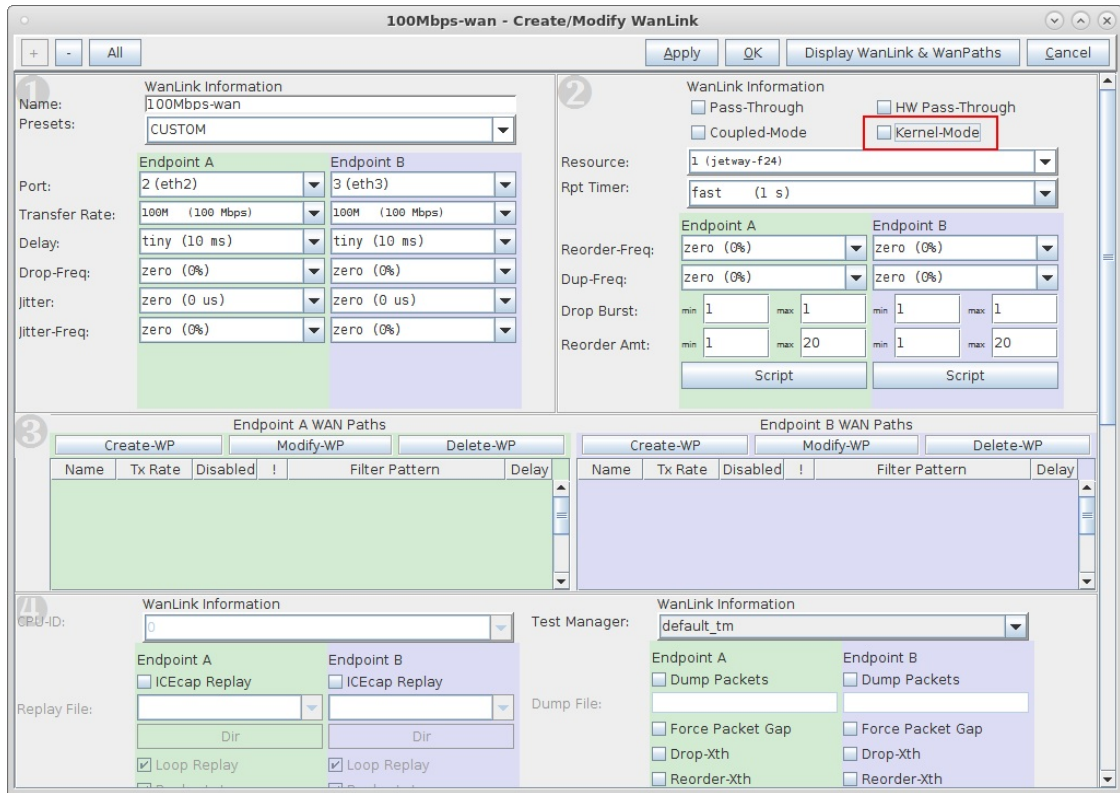 100Mbps-wan - Create/Modify WanLink
+ - All Apply OK Display WanLink & WanPaths Cancel
1
WanLink Information
Name: 100Mbps-wan
Presets: CUSTOM
Endpoint A Endpoint B
Port: 2 (eth2) 3 (eth3)
Transfer Rate: 100M (100 Mbps) 100M (100 Mbps)
Delay: tiny (10 ms) tiny (10 ms)
Drop-Freq: zero (0%) zero (0%)
Jitter: zero (0 us) zero (0 us)
Jitter-Freq: zero (0%) zero (0%)
2
WanLink Information
Pass-Through HW Pass-Through
Coupled-Mode Kernel-Mode
Resource: 1 (jetway-f24)
Rpt Timer: fast (1 s)
Endpoint A Endpoint B
Reorder-Freq: zero (0%) zero (0%)
Dup-Freq: zero (0%) zero (0%)
Drop Burst: min 1 max 1 min 1 max 1
Reorder Amt: min 1 max 20 min 1 max 20
Script Script
3
Endpoint A WAN Paths
Create-WP Modify-WP Delete-WP
Name Tx Rate Disabled ! Filter Pattern Delay
Endpoint B WAN Paths
Create-WP Modify-WP Delete-WP
Name Tx Rate Disabled ! Filter Pattern Delay
4
WanLink Information
CPU-ID: 0
Endpoint A Endpoint B
ICEcap Replay ICEcap Replay
Replay File:
Dir Dir
Loop Replay Loop Replay
WanLink Information
Test Manager: default_tm
Endpoint A Endpoint B
Dump Packets Dump Packets
Dump File:
Force Packet Gap Force Packet Gap
Drop-Xth Drop-Xth
Reorder-Xth Reorder-Xth